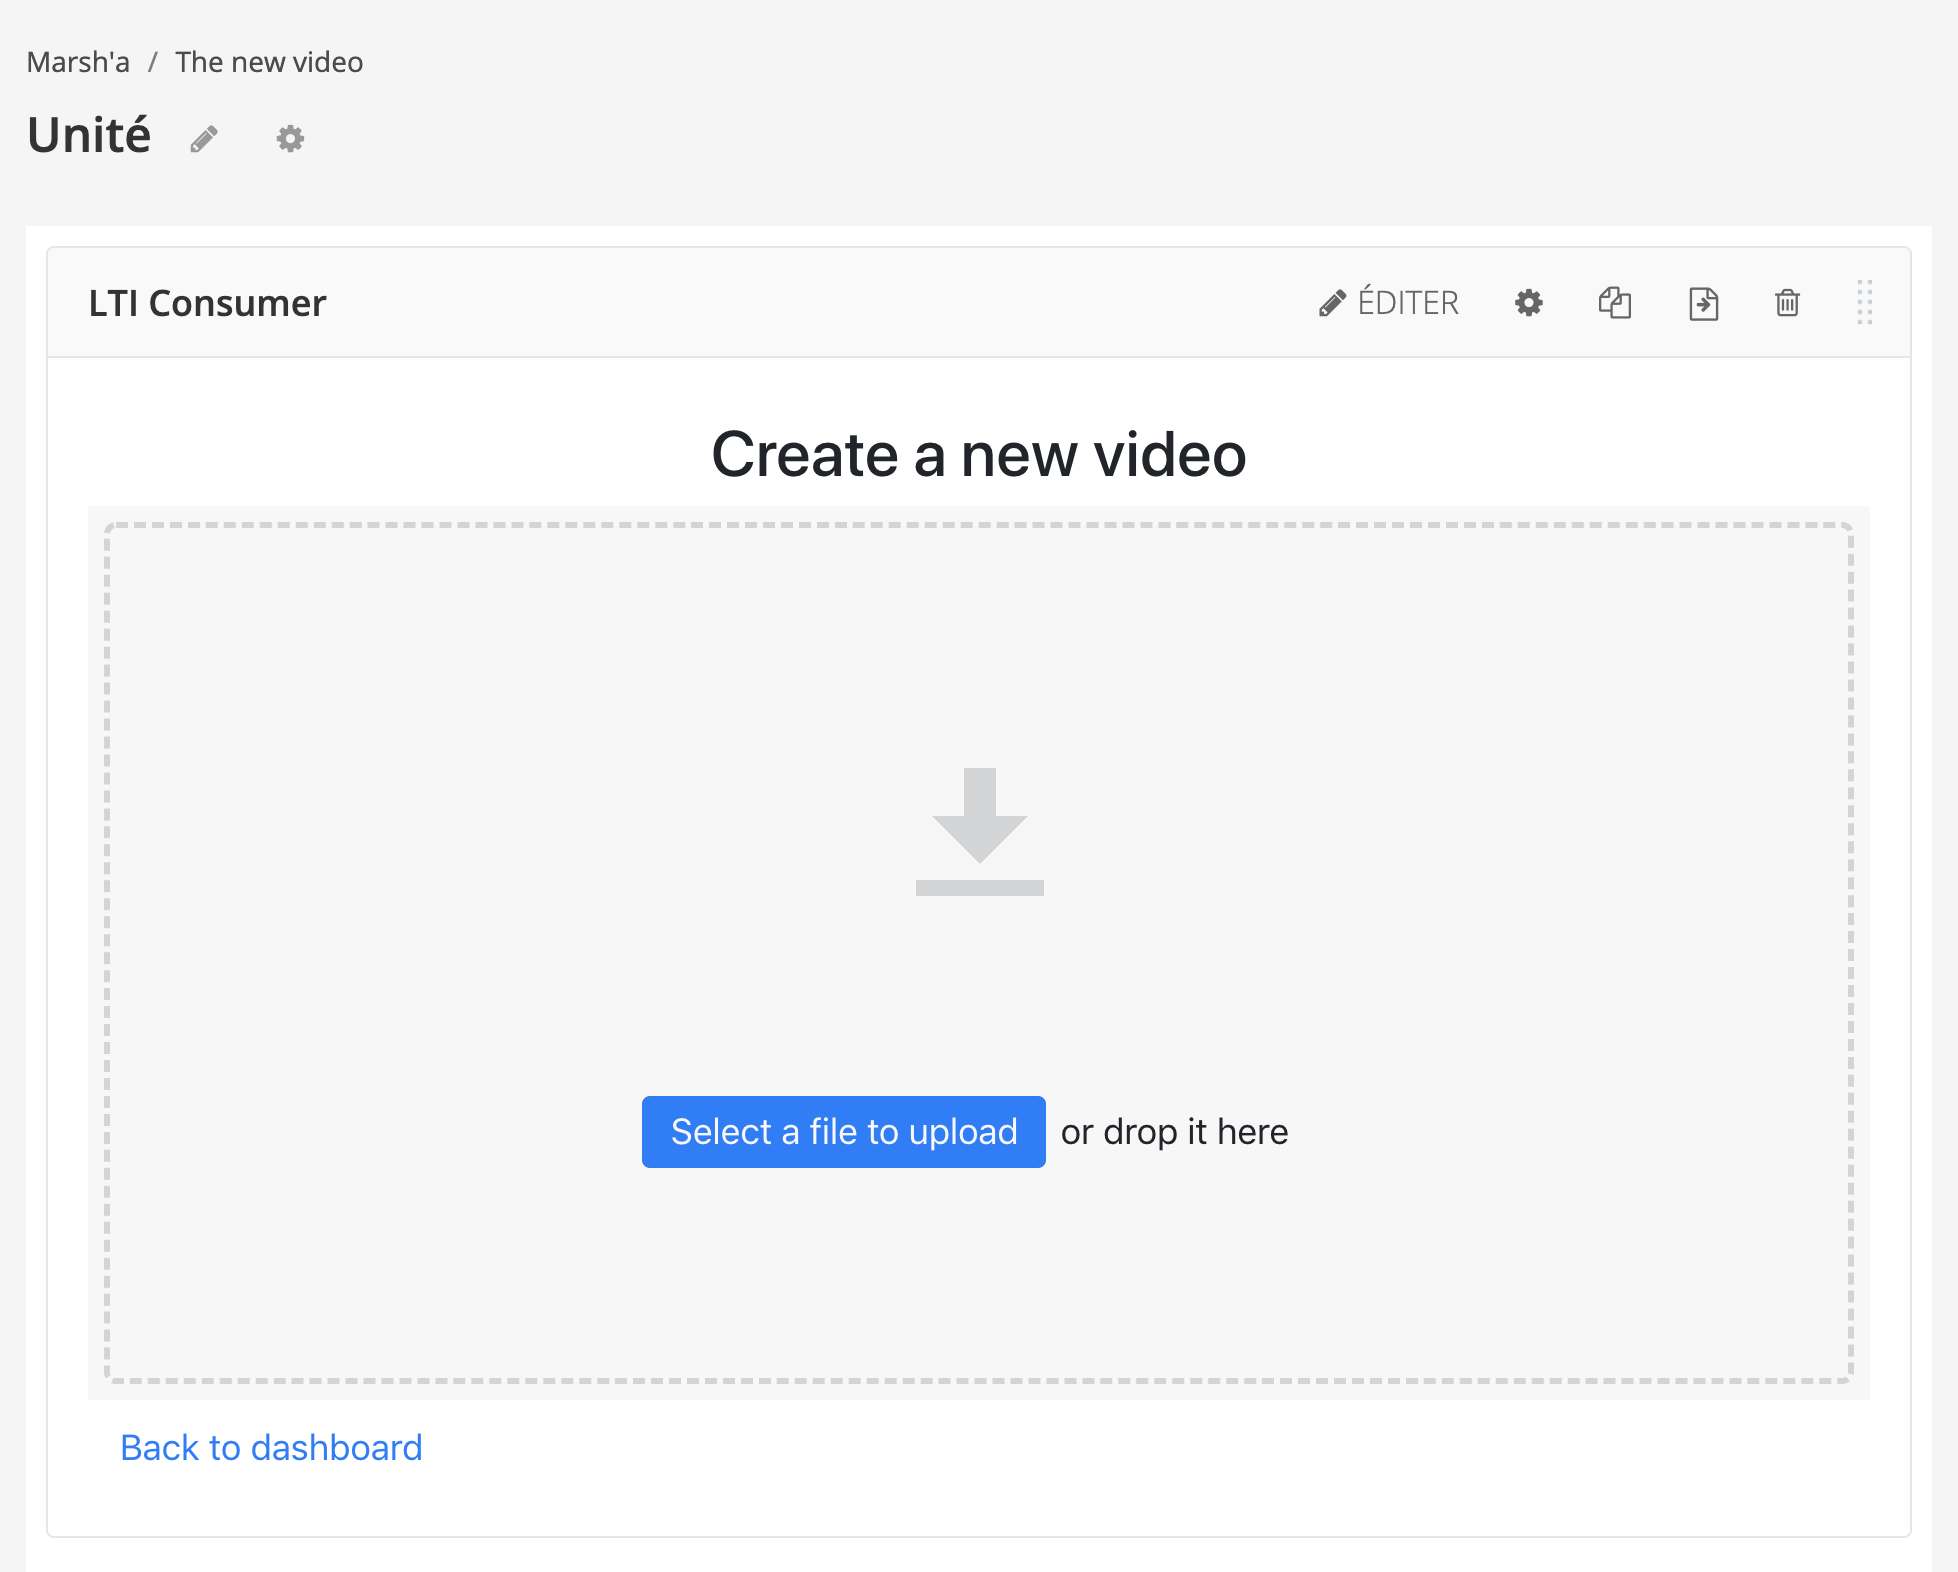 Marsh'a / The new video
Unité
LTI Consumer
ÉDITER
Create a new video
Select a file to upload or drop it here
Back to dashboard